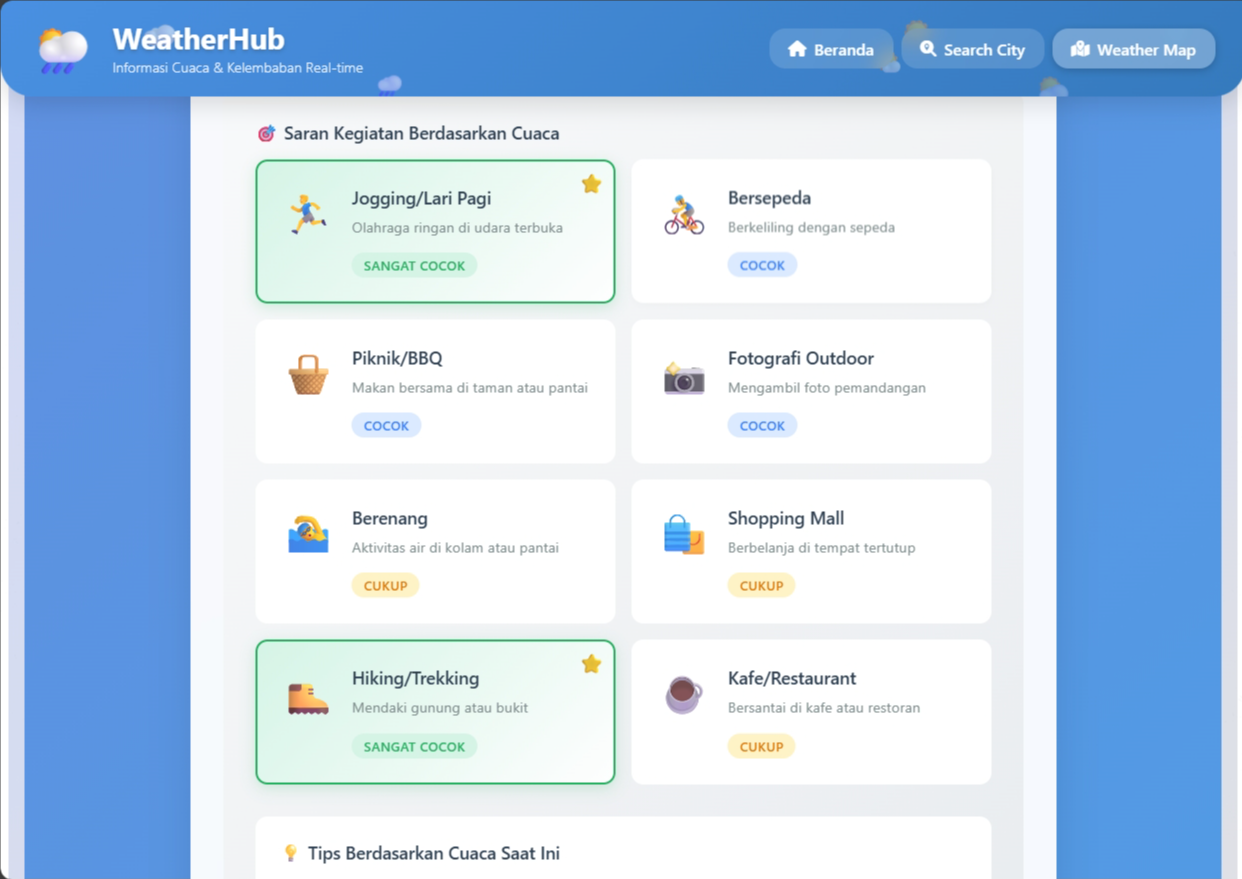 WeatherHub
Informasi Cuaca & Kelembaban Real-time
Beranda
Search City
Weather Map
Saran Kegiatan Berdasarkan Cuaca
Jogging/Lari Pagi
Olahraga ringan di udara terbuka
SANGAT COCOK
Bersepeda
Berkeliling dengan sepeda
COCOK
Piknik/BBQ
Makan bersama di taman atau pantai
COCOK
Fotografi Outdoor
Mengambil foto pemandangan
COCOK
Berenang
Aktivitas air di kolam atau pantai
CUKUP
Shopping Mall
Berbelanja di tempat tertutup
CUKUP
Hiking/Trekking
Mendaki gunung atau bukit
SANGAT COCOK
Kafe/Restaurant
Bersantai di kafe atau restoran
CUKUP
Tips Berdasarkan Cuaca Saat Ini